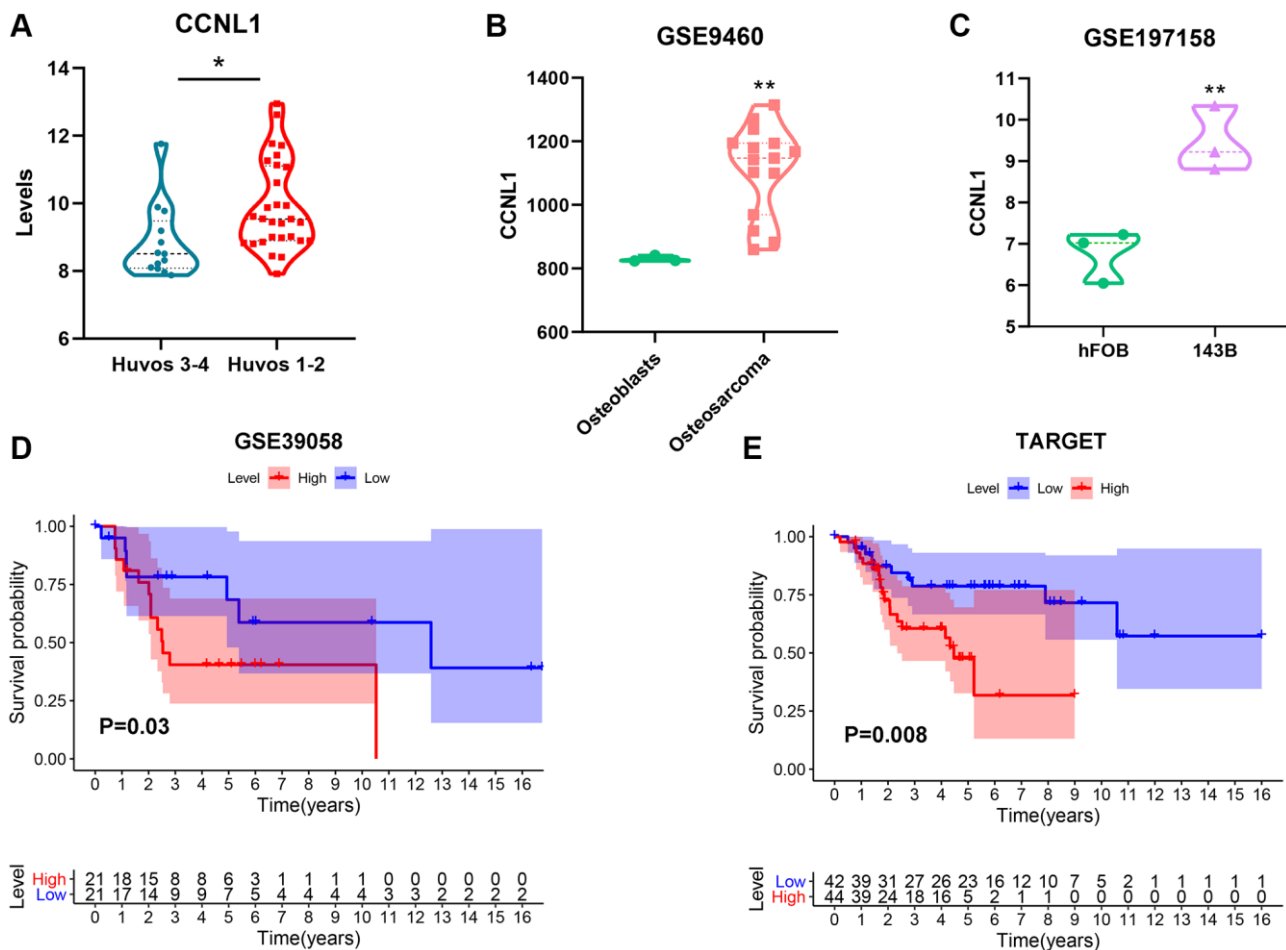 A
CCNL1
*
Levels
14
12
10
8
6
Huvos 3-4
Huvos 1-2
B
GSE9460
**
CCNL1
1400
1200
1000
800
600
Osteoblasts
Osteosarcoma
C
GSE197158
**
CCNL1
11
10
9
8
7
6
5
hFOB
143B
D
GSE39058
Level High Low
Survival probability
1.00
0.75
0.50
0.25
0.00
P=0.03
0 1 2 3 4 5 6 7 8 9 10 11 12 13 14 15 16
Time(years)
Level
High 21 18 15 8 8 6 3 1 1 1 1 0 0 0 0 0 0
Low 21 17 14 9 9 7 5 4 4 4 4 3 3 2 2 2 2
0 1 2 3 4 5 6 7 8 9 10 11 12 13 14 15 16
Time(years)
E
TARGET
Level Low High
Survival probability
1.00
0.75
0.50
0.25
0.00
P=0.008
0 1 2 3 4 5 6 7 8 9 10 11 12 13 14 15 16
Time(years)
Level
Low 42 39 31 27 26 23 16 12 10 7 5 2 1 1 1 1 1
High 44 39 24 18 16 5 2 1 1 0 0 0 0 0 0 0 0
0 1 2 3 4 5 6 7 8 9 10 11 12 13 14 15 16
Time(years)